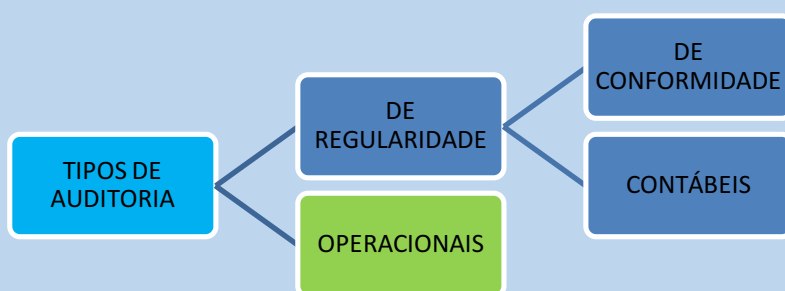 TIPOS DE
AUDITORIA
DE
REGULARIDADE
OPERACIONAIS
DE
CONFORMIDADE
CONTÁBEIS